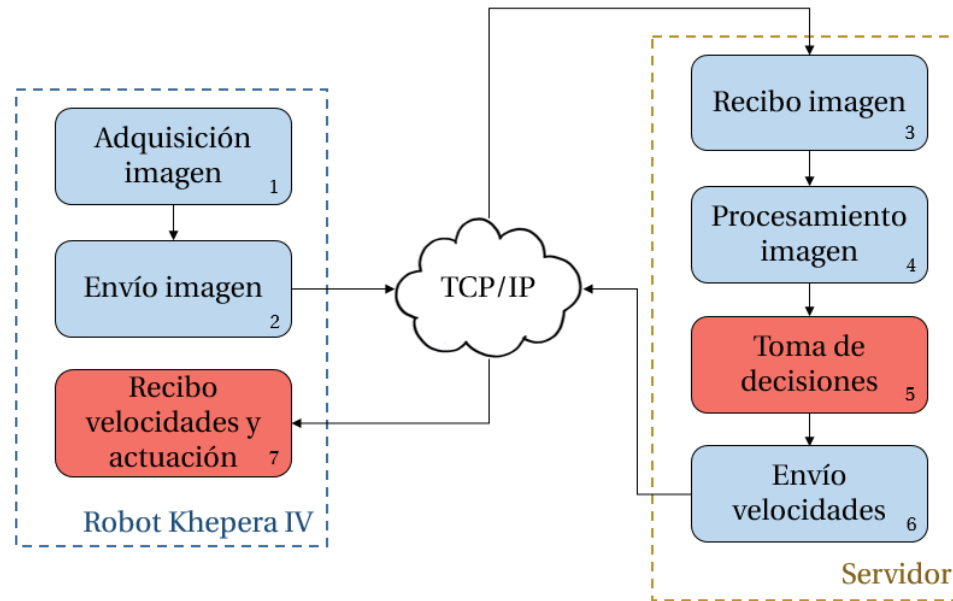 Adquisición
imagen
1
Envío imagen
2
Recibo
velocidades y
actuación
7
Robot Khepera IV
TCP/IP
Recibo imagen
3
Procesamiento
imagen
4
Toma de
decisiones
5
Envío
velocidades
6
Servidor